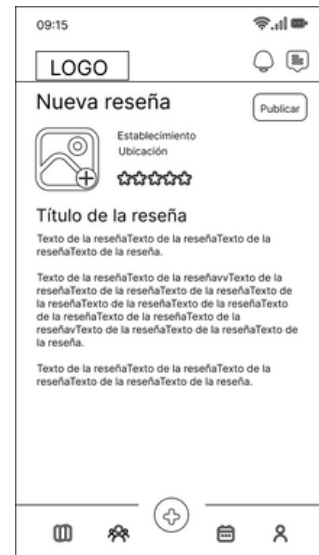 09:15
LOGO
Nueva reseña
Publicar
Establecimiento
Ubicación
Título de la reseña
Texto de la reseñaTexto de la reseñaTexto de la
reseñaTexto de la reseña.
Texto de la reseñaTexto de la reseñavvTexto de la
reseñaTexto de la reseñaTexto de la reseñaTexto de
la reseñaTexto de la reseñaTexto de la reseñaTexto
de la reseñaTexto de la reseñaTexto de la
reseñavTexto de la reseñaTexto de la reseñaTexto de
la reseña.
Texto de la reseñaTexto de la reseñaTexto de la
reseñaTexto de la reseñaTexto de la reseña.